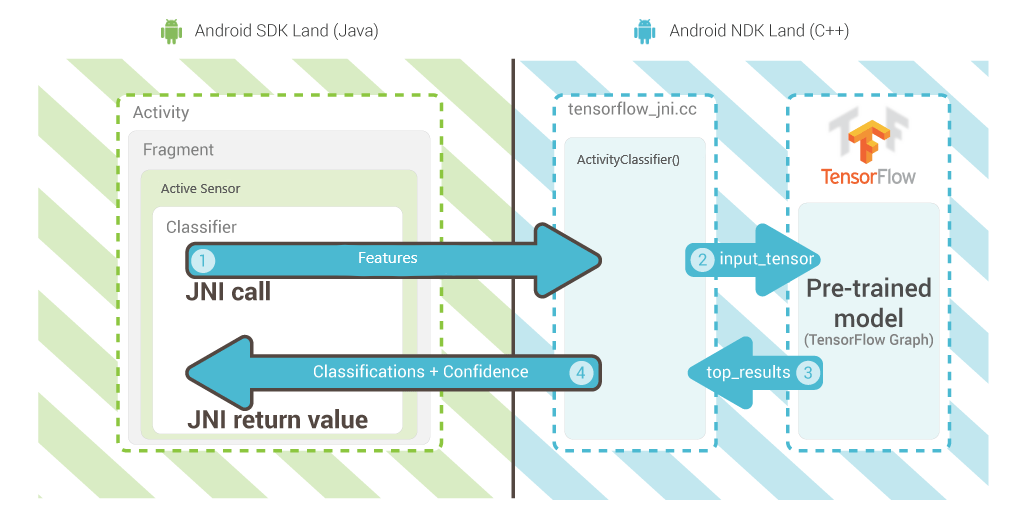 Android SDK Land (Java)
Android NDK Land (C++)
Activity
Fragment
Active Sensor
Classifier
1 Features
JNI call
Classifications + Confidence 4
JNI return value
tensorflow_jni.cc
ActivityClassifier()
2 input_tensor
top_results 3
TensorFlow
Pre-trained
model
(TensorFlow Graph)